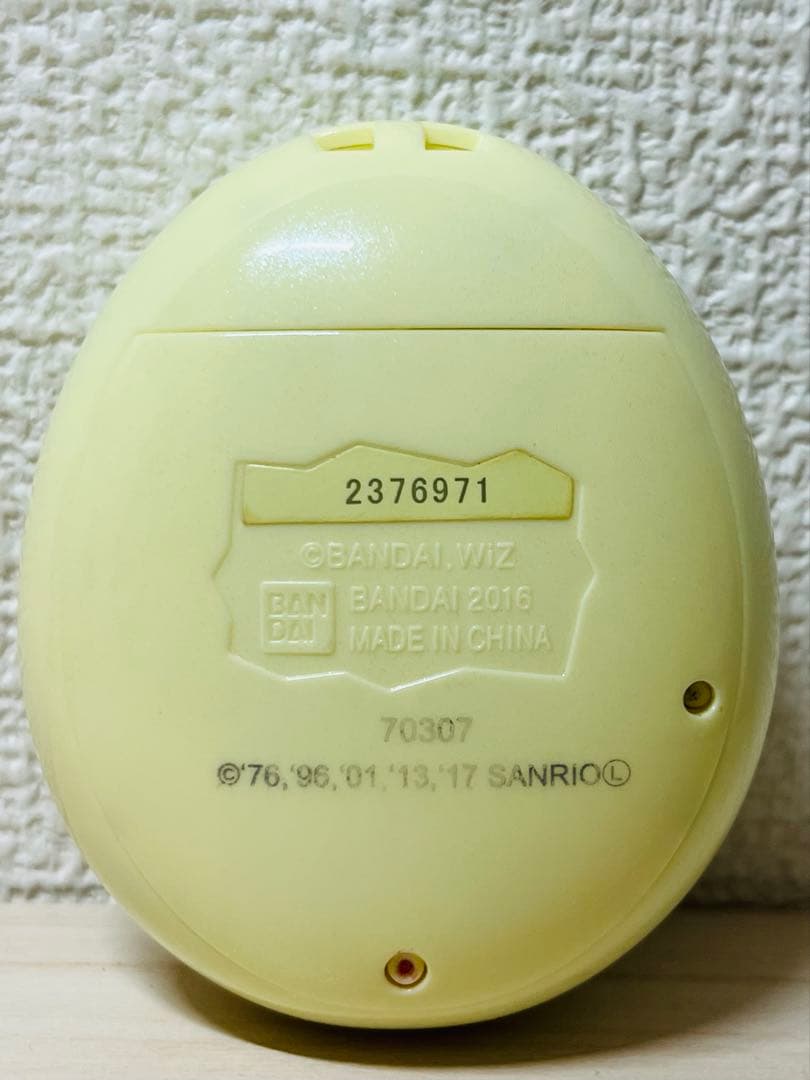 2376971
©BANDAI, WiZ
BAN
DAI
BANDAI 2016
MADE IN CHINA
70307
©'76,'96,'01,'13,'17 SANRIO Ⓛ